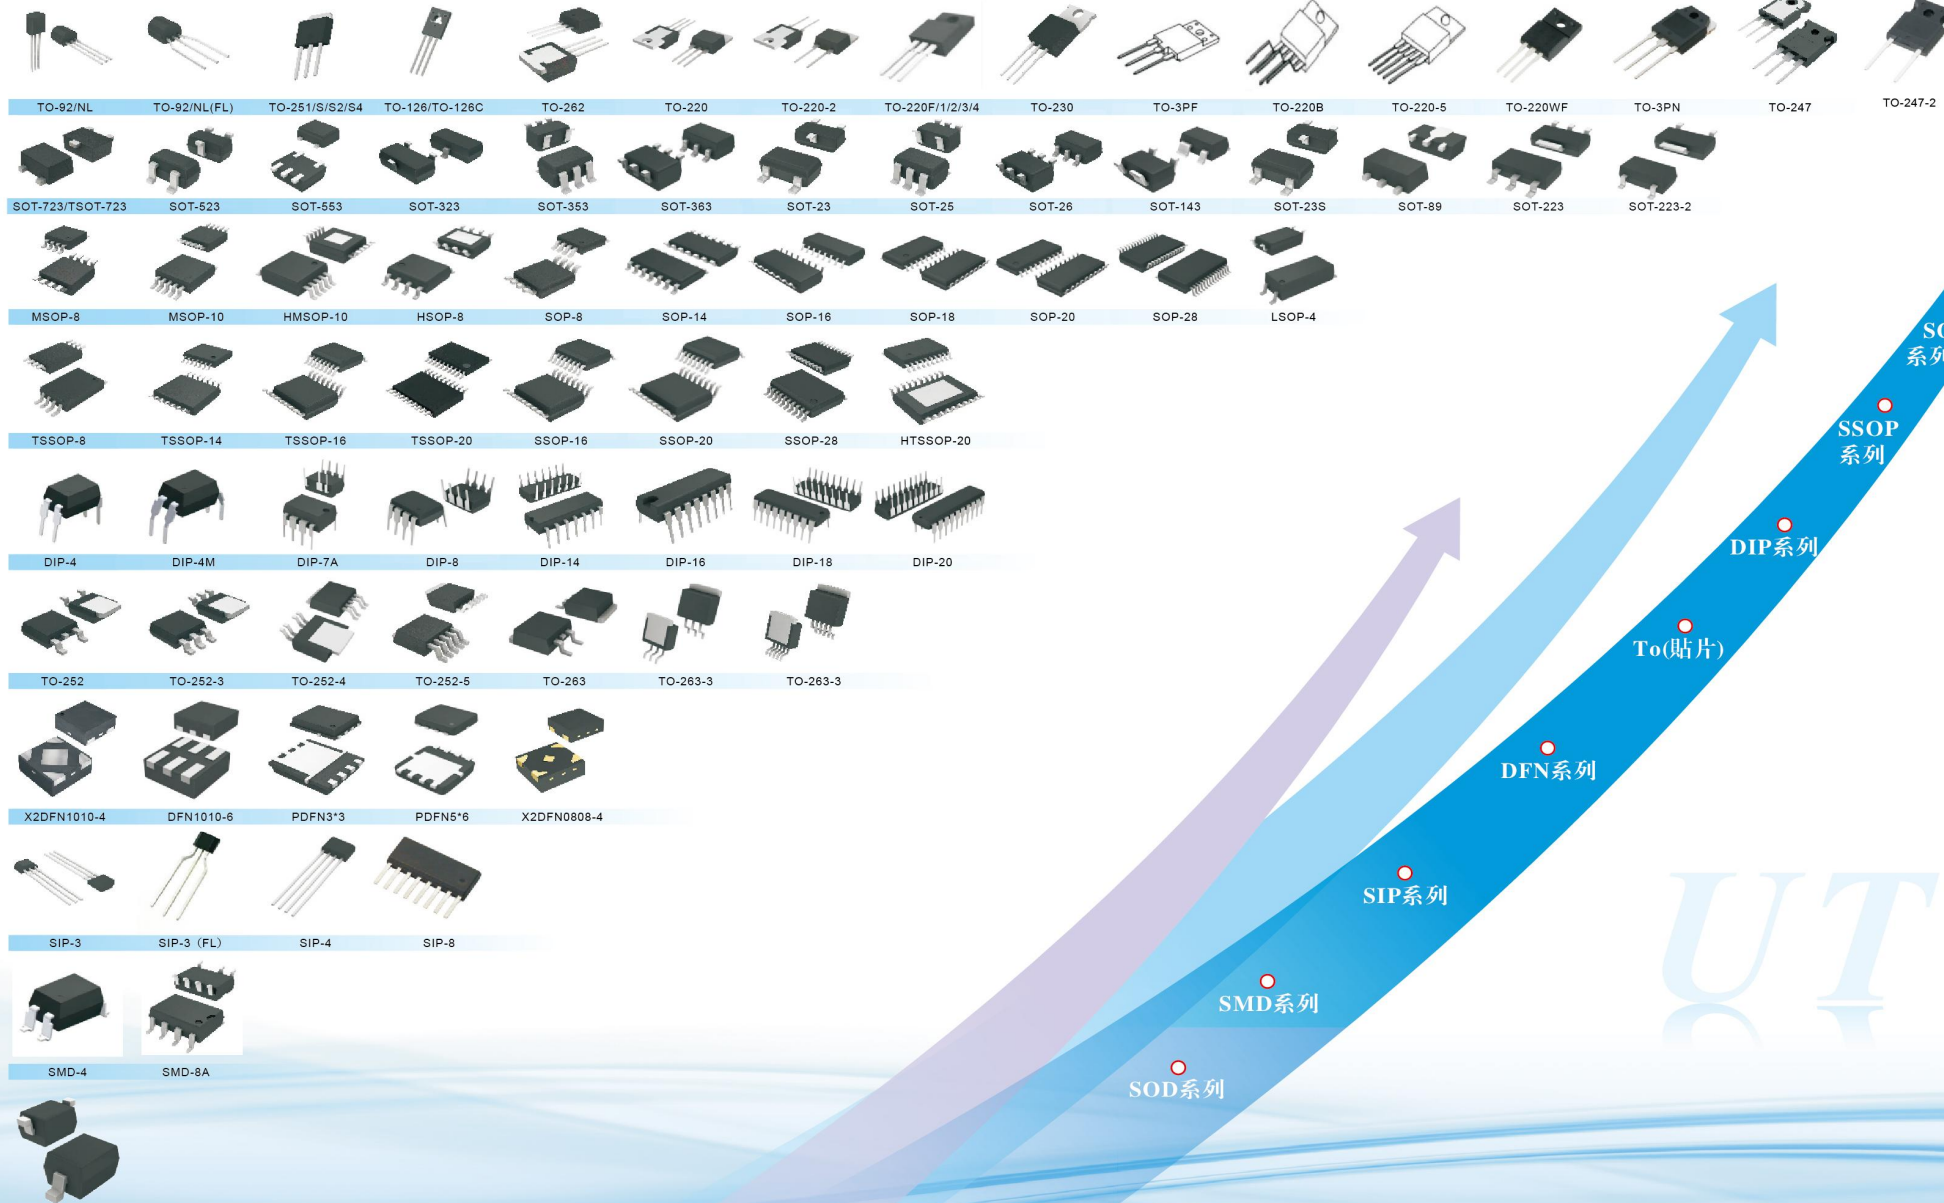 TO-92/NL TO-92/NL(FL) TO-251/S/S2/S4 TO-126/TO-126C TO-262 TO-220 TO-220-2 TO-220F/1/2/3/4 TO-230 TO-3PF TO-220B TO-220-5 TO-220WF TO-3PN TO-247 TO-247-2
SOT-723/TSOT-723 SOT-523 SOT-553 SOT-323 SOT-353 SOT-363 SOT-23 SOT-25 SOT-26 SOT-143 SOT-23S SOT-89 SOT-223 SOT-223-2
MSOP-8 MSOP-10 HMSOP-10 HSOP-8 SOP-8 SOP-14 SOP-16 SOP-18 SOP-20 SOP-28 LSOP-4
TSSOP-8 TSSOP-14 TSSOP-16 TSSOP-20 SSOP-16 SSOP-20 SSOP-28 HTSSOP-20
DIP-4 DIP-4M DIP-7A DIP-8 DIP-14 DIP-16 DIP-18 DIP-20
TO-252 TO-252-3 TO-252-4 TO-252-5 TO-263 TO-263-3 TO-263-3
X2DFN1010-4 DFN1010-6 PDFN3*3 PDFN5*6 X2DFN0808-4
SIP-3 SIP-3（FL） SIP-4 SIP-8
SMD-4 SMD-8A
SSOP
系列
DIP系列
To(貼片)
DFN系列
SIP系列
SMD系列
SOD系列
UT